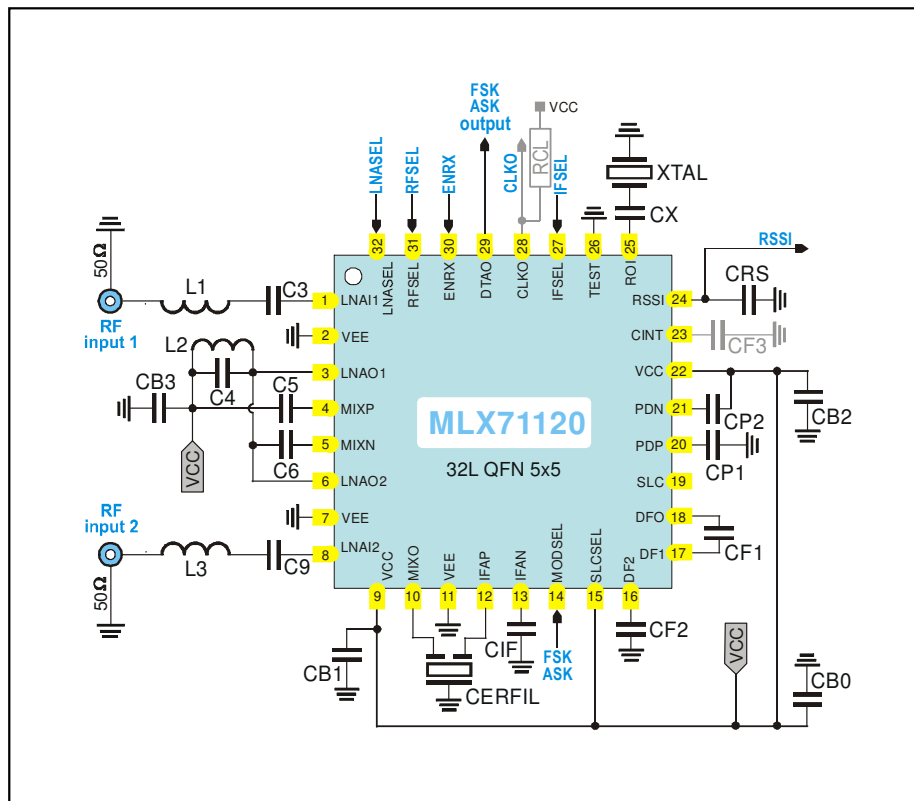 FSK
ASK
output
VCC
LNASEL
RFSEL
ENRX
CLKO
RCL
IFSEL
XTAL
CX
RSSI
32
31
30
29
28
27
26
25
LNASEL
RFSEL
ENRX
DTAO
CLKO
IFSEL
TEST
ROI
50Ω
RF
input 1
L1
C3
1 LNAI1
2 VEE
L2
C4
3 LNAO1
CB3
C5
4 MIXP
C6
5 MIXN
VCC
6 LNAO2
7 VEE
RF
input 2
50Ω
L3
C9
8 LNAI2
MLX71120
32L QFN 5x5
RSSI 24
CRS
CINT 23
CF3
VCC 22
CB2
PDN 21
CP2
PDP 20
CP1
SLC 19
DFO 18
CF1
DF1 17
VCC
MIXO
VEE
IFAP
IFAN
MODSEL
SLCSEL
DF2
9
10
11
12
13
14
15
16
CB1
CERFIL
CIF
FSK
ASK
CF2
VCC
CB0